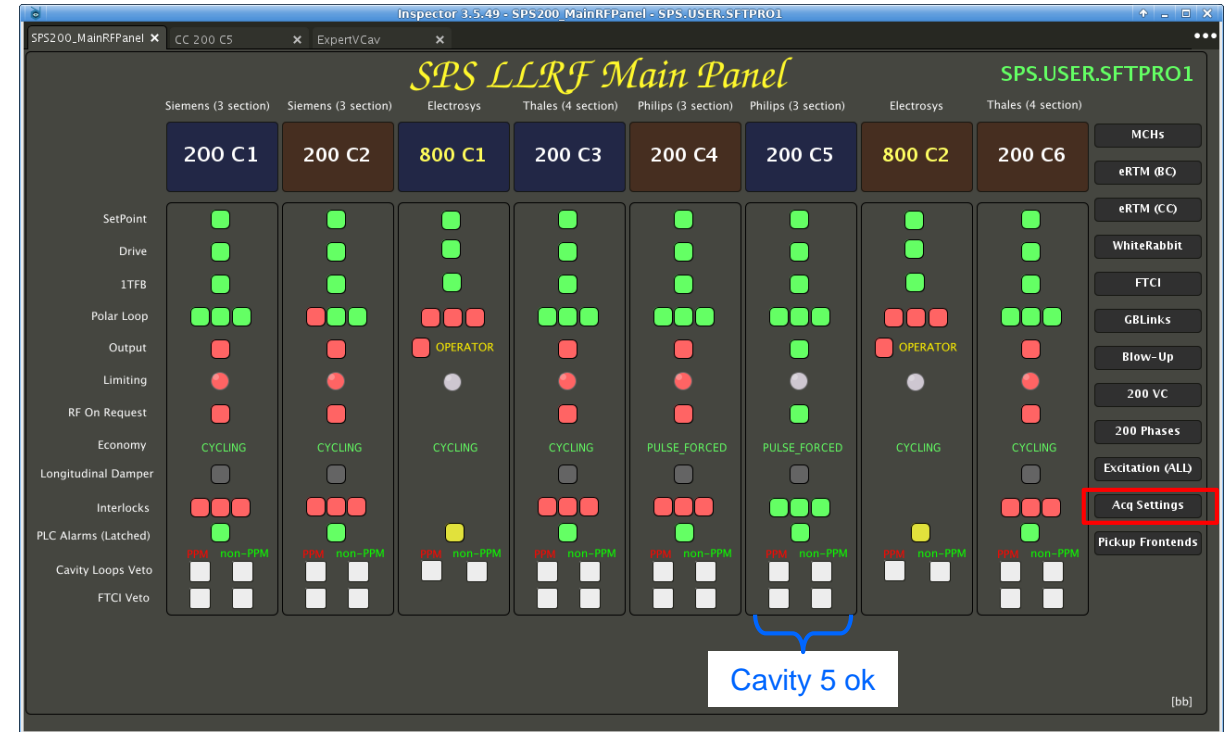 Inspector 3.5.49 - SPS200_MainRFPanel - SPS.USER.SFTPRO1
SPS200_MainRFPanel CC 200 C5 ExpertVCav
SPS LLRF Main Panel SPS.USER.SFTPRO1
Siemens (3 section) Siemens (3 section) Electrosys Thales (4 section) Philips (3 section) Philips (3 section) Electrosys Thales (4 section)
200 C1 200 C2 800 C1 200 C3 200 C4 200 C5 800 C2 200 C6
MCHs
eRTM (BC)
eRTM (CC)
WhiteRabbit
FTCI
GBLinks
Blow-Up
200 VC
200 Phases
Excitation (ALL)
Acq Settings
Pickup Frontends
SetPoint
Drive
1TFB
Polar Loop
Output OPERATOR OPERATOR
Limiting
RF On Request
Economy CYCLING CYCLING CYCLING CYCLING PULSE_FORCED PULSE_FORCED CYCLING CYCLING
Longitudinal Damper
Interlocks
PLC Alarms (Latched)
PPM non-PPM PPM non-PPM PPM non-PPM PPM non-PPM PPM non-PPM PPM non-PPM PPM non-PPM PPM non-PPM
Cavity Loops Veto
FTCI Veto
Cavity 5 ok
[bb]